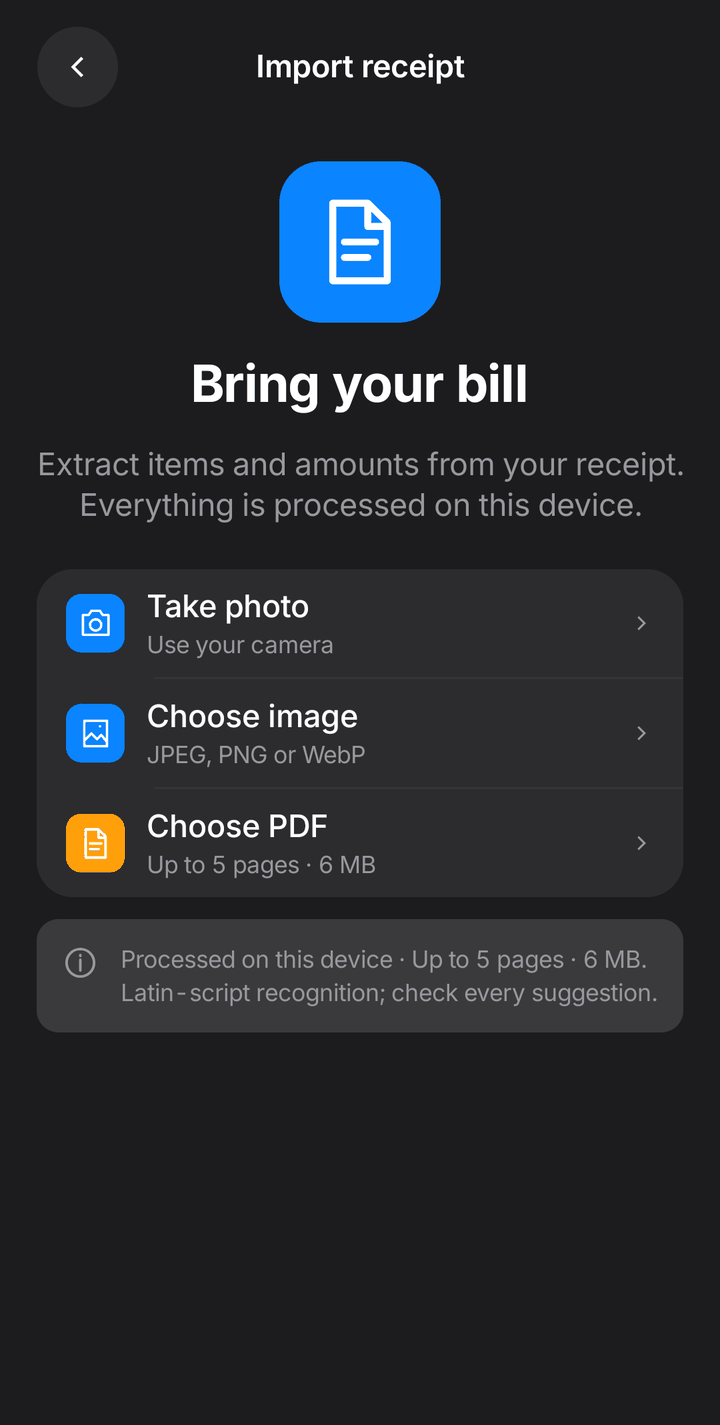 Import receipt
Bring your bill
Extract items and amounts from your receipt.
Everything is processed on this device.
Take photo
Use your camera
Choose image
JPEG, PNG or WebP
Choose PDF
Up to 5 pages · 6 MB
Processed on this device · Up to 5 pages · 6 MB.
Latin-script recognition; check every suggestion.